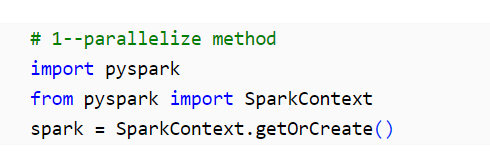 # 1--parallelize method
import pyspark
from pyspark import SparkContext
spark = SparkContext.getOrCreate()